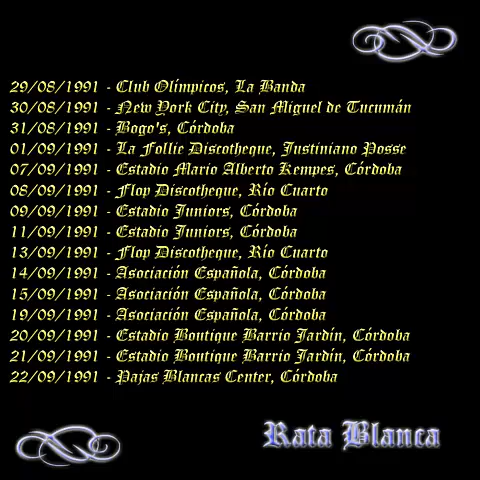 29/08/1991 - Club Olímpicos, La Banda
30/08/1991 - New York City, San Miguel de Tucumán
31/08/1991 - Bogo's, Córdoba
01/09/1991 - La Follie Discotheque, Justiniano Posse
07/09/1991 - Estadio Mario Alberto Kempes, Córdoba
08/09/1991 - Flop Discotheque, Río Cuarto
09/09/1991 - Estadio Juniors, Córdoba
11/09/1991 - Estadio Juniors, Córdoba
13/09/1991 - Flop Discotheque, Río Cuarto
14/09/1991 - Asociación Española, Córdoba
15/09/1991 - Asociación Española, Córdoba
19/09/1991 - Asociación Española, Córdoba
20/09/1991 - Estadio Boutique Barrio Jardín, Córdoba
21/09/1991 - Estadio Boutique Barrio Jardín, Córdoba
22/09/1991 - Pajas Blancas Center, Córdoba
Rata Blanca